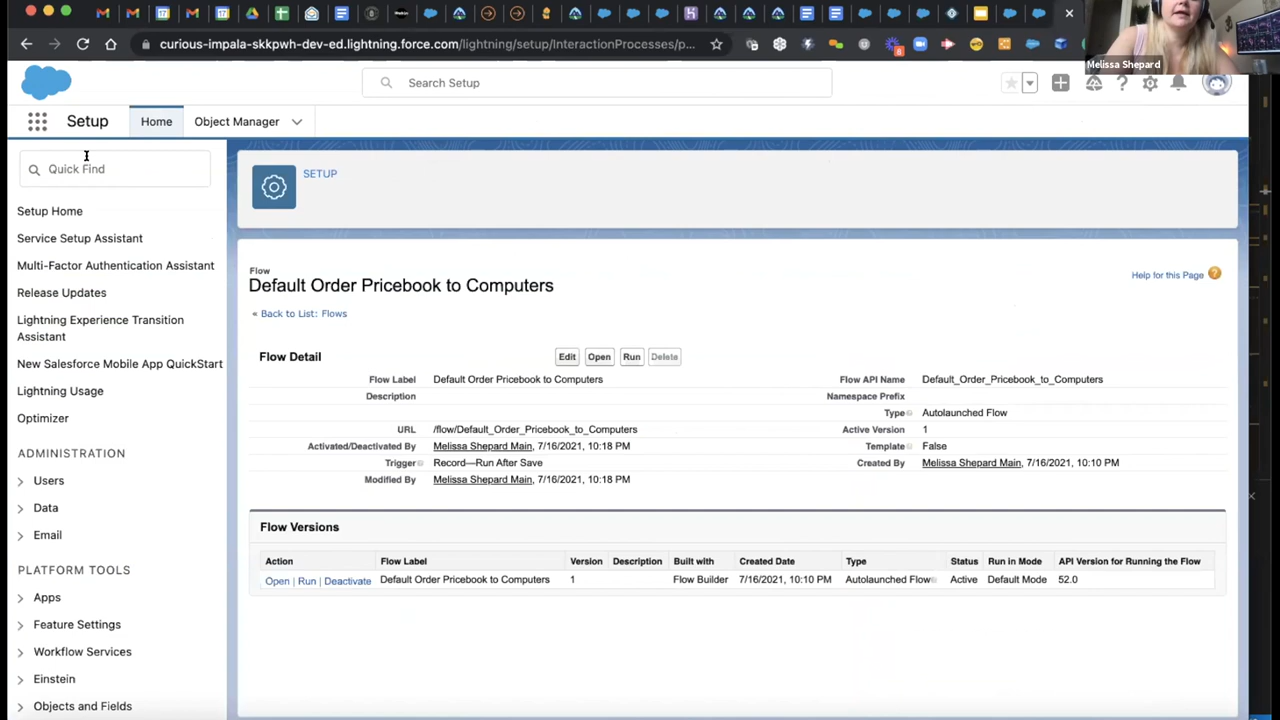 curious-impala-skkpwh-dev-ed.lightning.force.com/lightning/setup/InteractionProcesses/p...
8
Melissa Shepard
Search Setup
Setup
Home
Object Manager
Quick Find
Setup Home
Service Setup Assistant
Multi-Factor Authentication Assistant
Release Updates
Lightning Experience Transition
Assistant
New Salesforce Mobile App QuickStart
Lightning Usage
Optimizer
ADMINISTRATION
Users
Data
Email
PLATFORM TOOLS
Apps
Feature Settings
Workflow Services
Einstein
Objects and Fields
SETUP
Flow
Default Order Pricebook to Computers
Help for this Page ?
« Back to List: Flows
Flow Detail
Edit Open Run Delete
Flow Label Default Order Pricebook to Computers Flow API Name Default_Order_Pricebook_to_Computers
Description Namespace Prefix
Type Autolaunched Flow
URL /flow/Default_Order_Pricebook_to_Computers Active Version 1
Activated/Deactivated By Melissa Shepard Main, 7/16/2021, 10:18 PM Template False
Trigger Record—Run After Save Created By Melissa Shepard Main, 7/16/2021, 10:10 PM
Modified By Melissa Shepard Main, 7/16/2021, 10:18 PM
Flow Versions
Action Flow Label Version Description Built with Created Date Type Status Run in Mode API Version for Running the Flow
Open | Run | Deactivate Default Order Pricebook to Computers 1 Flow Builder 7/16/2021, 10:10 PM Autolaunched Flow Active Default Mode 52.0